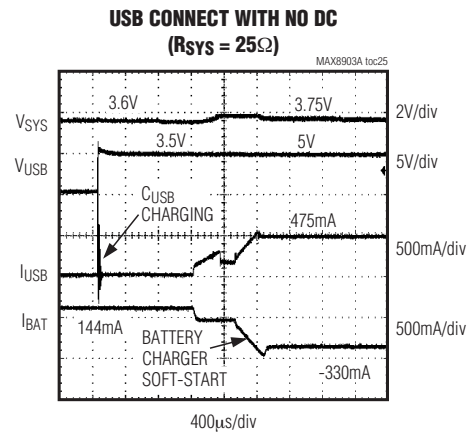 USB CONNECT WITH NO DC
(RSYS = 25Ω)
MAX8903A toc25
3.6V
3.75V
VSYS
2V/div
3.5V
5V
VUSB
5V/div
CUSB
CHARGING
475mA
IUSB
500mA/div
IBAT
144mA
500mA/div
BATTERY
CHARGER
SOFT-START
-330mA
400µs/div